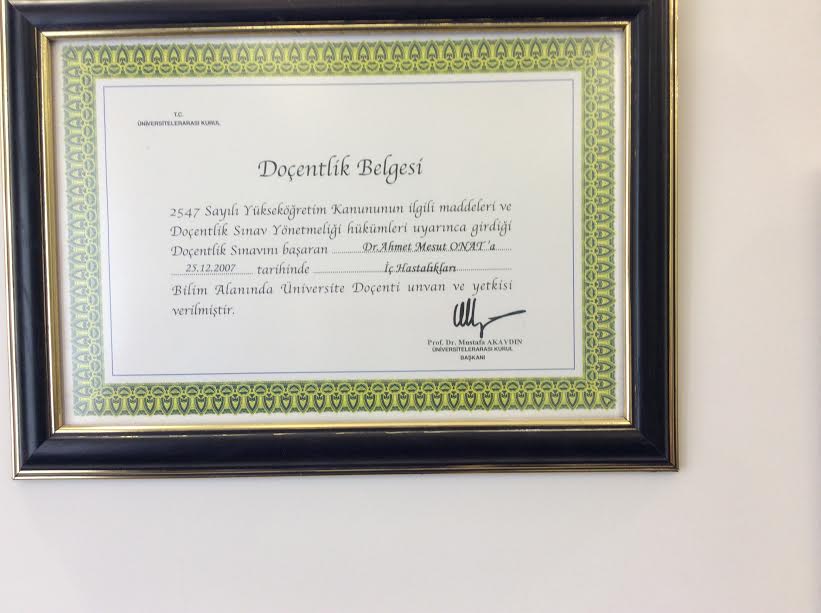 T.C.
ÜNİVERSİTELERARASI KURUL
Doçentlik Belgesi
2547 Sayılı Yükseköğretim Kanununun ilgili maddeleri ve
Doçentlik Sınav Yönetmeliği hükümleri uyarınca girdiği
Doçentlik Sınavını başaran Dr.Ahmet Mesut ONAT'a
25.12.2007 tarihinde İç Hastalıkları
Bilim Alanında Üniversite Doçenti unvan ve yetkisi
verilmiştir.
Prof. Dr. Mustafa AKAYDIN
ÜNİVERSİTELERARASI KURUL
BAŞKANI